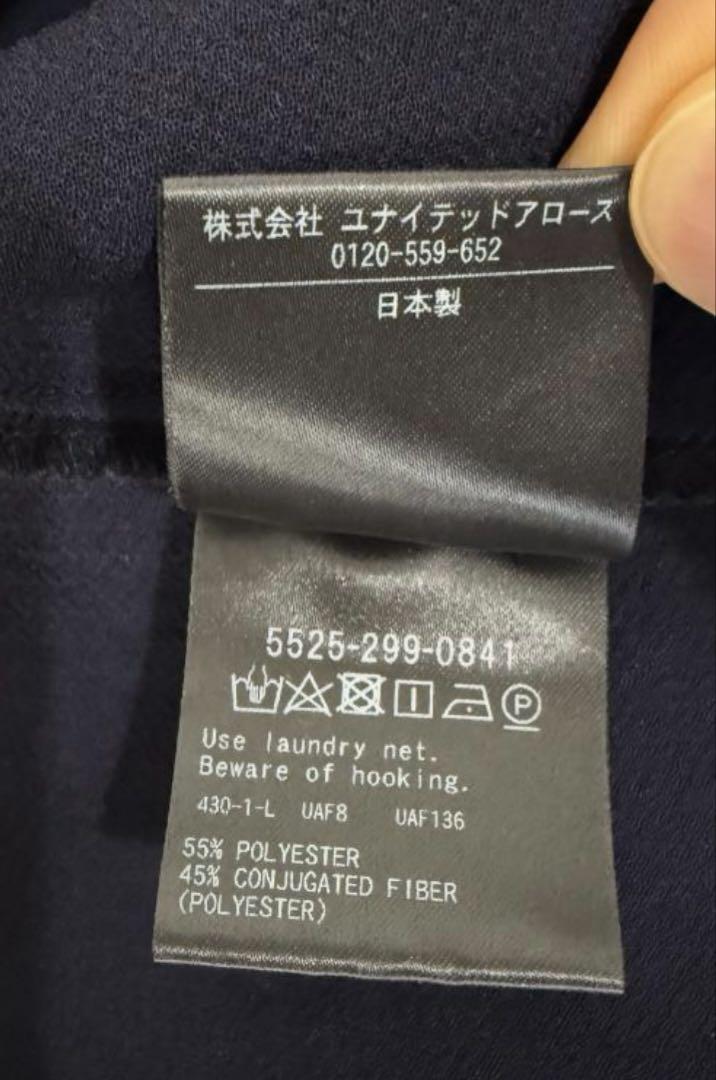 株式会社 ユナイテッドアローズ
0120-559-652
日本製
5525-299-0841
P
Use laundry net.
Beware of hooking.
430-1-L UAF8 UAF136
55% POLYESTER
45% CONJUGATED FIBER
(POLYESTER)